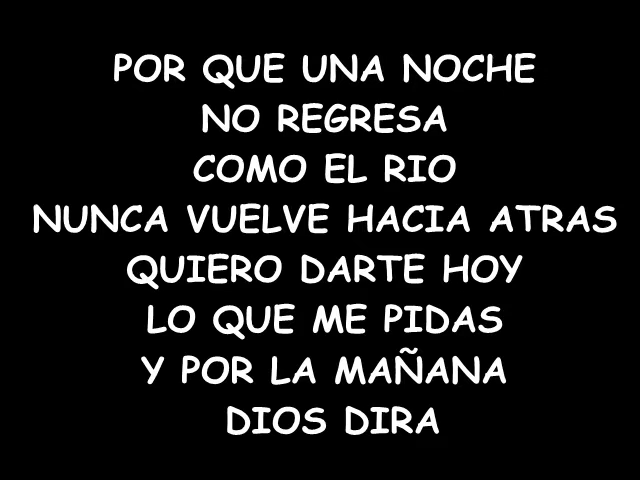 POR QUE UNA NOCHE
NO REGRESA
COMO EL RIO
NUNCA VUELVE HACIA ATRAS
QUIERO DARTE HOY
LO QUE ME PIDAS
Y POR LA MAÑANA
DIOS DIRA